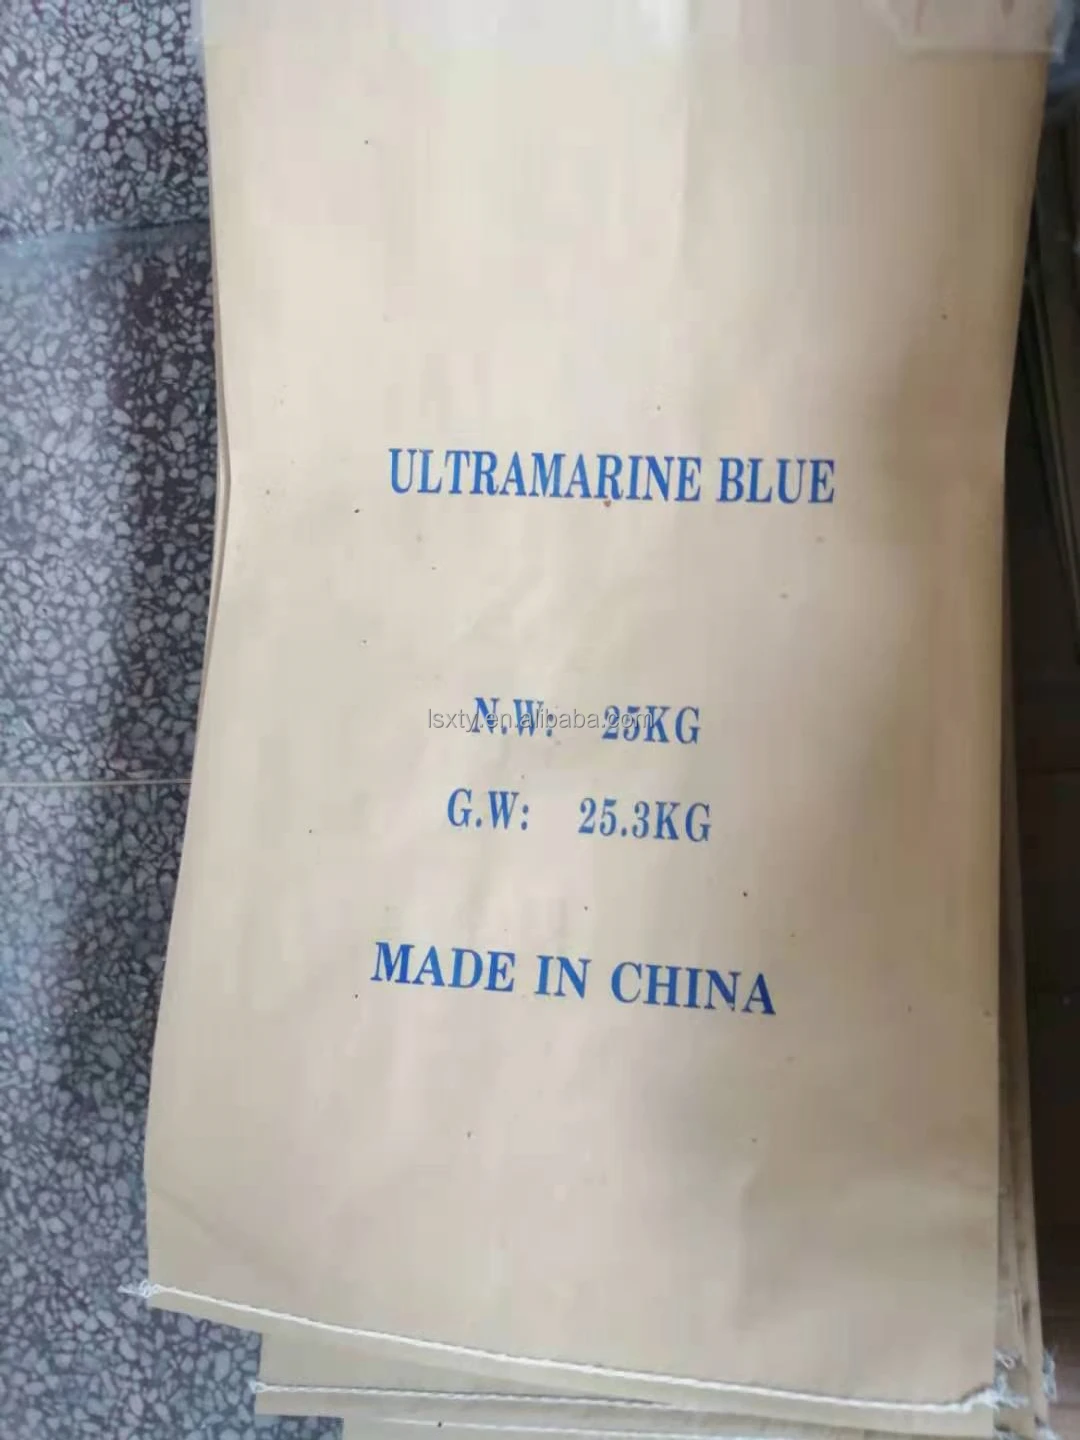 ULTRAMARINE BLUE
N.W: 25KG
lsxty.en.alibaba.com
G.W: 25.3KG
MADE IN CHINA